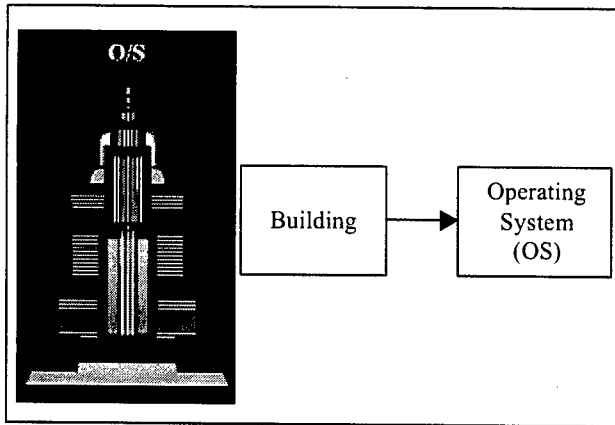 O/S
Building
Operating
System
(OS)